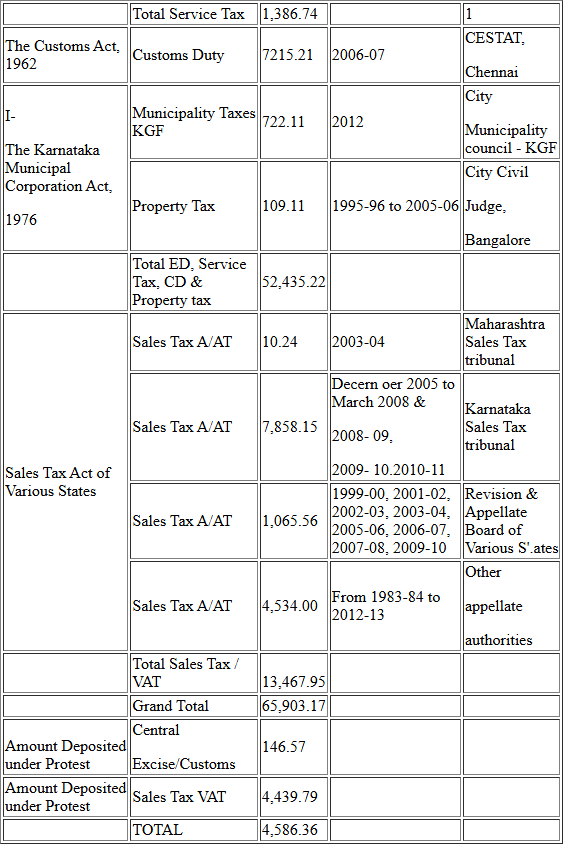 Total Service Tax 1,386.74 1
The Customs Act, 1962 Customs Duty 7215.21 2006-07 CESTAT,
Chennai
I-
The Karnataka
Municipal
Corporation Act,
1976
Municipality Taxes
KGF
722.11
2012
City
Municipality
council - KGF
Property Tax
109.11
1995-96 to 2005-06
City Civil
Judge,
Bangalore
Total ED, Service
Tax, CD &
Property tax
52,435.22
Sales Tax Act of
Various States
Sales Tax A/AT
10.24
2003-04
Maharashtra
Sales Tax
tribunal
Sales Tax A/AT
7,858.15
Decern oer 2005 to
March 2008 &
2008- 09,
2009- 10.2010-11
Karnataka
Sales Tax
tribunal
Sales Tax A/AT
1,065.56
1999-00, 2001-02,
2002-03, 2003-04,
2005-06, 2006-07,
2007-08, 2009-10
Revision &
Appellate
Board of
Various S'.ates
Sales Tax A/AT
4,534.00
From 1983-84 to
2012-13
Other
appellate
authorities
Total Sales Tax /
VAT
13,467.95
Grand Total 65,903.17
Amount Deposited
under Protest
Central
Excise/Customs
146.57
Amount Deposited
under Protest
Sales Tax VAT
4,439.79
TOTAL 4,586.36